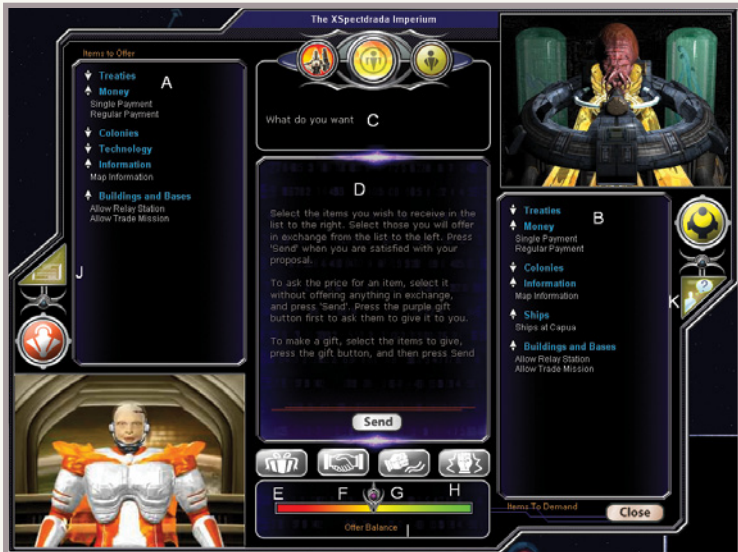 The XSpectdrada Imperium
Items to Offer
Treaties
A
Money
Single Payment
Regular Payment
Colonies
Technology
Information
Map Information
Buildings and Bases
Allow Relay Station
Allow Trade Mission
J
What do you want
C
D
Select the items you wish to receive in the
list to the right. Select those you will offer
in exchange from the list to the left. Press
'Send' when you are satisfied with your
proposal.
To ask the price for an item, select it
without offering anything in exchange,
and press 'Send'. Press the purple gift
button first to ask them to give it to you.
To make a gift, select the items to give,
press the gift button, and then press Send
Send
E
F
G
H
Offer Balance
I
Treaties
B
Money
Single Payment
Regular Payment
Colonies
Information
Map Information
Ships
Ships at Capua
Buildings and Bases
Allow Relay Station
Allow Trade Mission
K
?
Items To Demand
Close